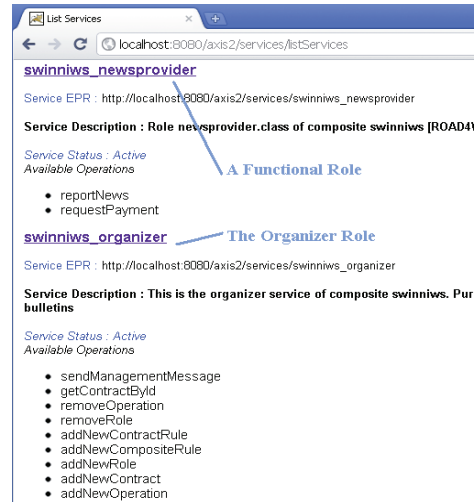 List Services
localhost:8080/axis2/services/listServices
swinniws_newsprovider
Service EPR : http://localhost:8080/axis2/services/swinniws_newsprovider
Service Description : Role newsprovider.class of composite swinniws [ROAD4
Service Status : Active
Available Operations
A Functional Role
reportNews
requestPayment
swinniws_organizer
The Organizer Role
Service EPR : http://localhost:8080/axis2/services/swinniws_organizer
Service Description : This is the organizer service of composite swinniws. Pur
bulletins
Service Status : Active
Available Operations
sendManagementMessage
getContractById
removeOperation
removeRole
addNewContractRule
addNewCompositeRule
addNewRole
addNewContract
addNewOperation